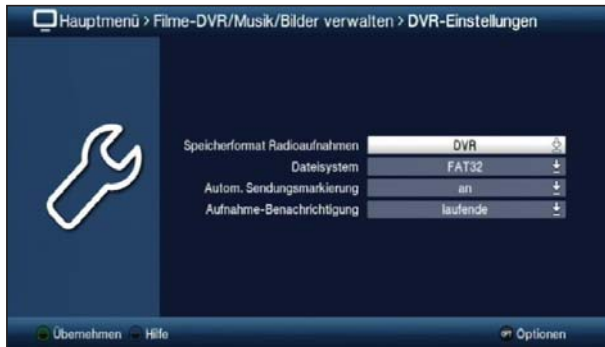 Hauptmenü > Filme-DVR/Musik/Bilder verwalten > DVR-Einstellungen
Speicherformat Radioaufnahmen DVR
Dateisystem FAT32
Autom. Sendungsmarkierung an
Aufnahme-Benachrichtigung laufende
Übernehmen Hilfe OPT Optionen